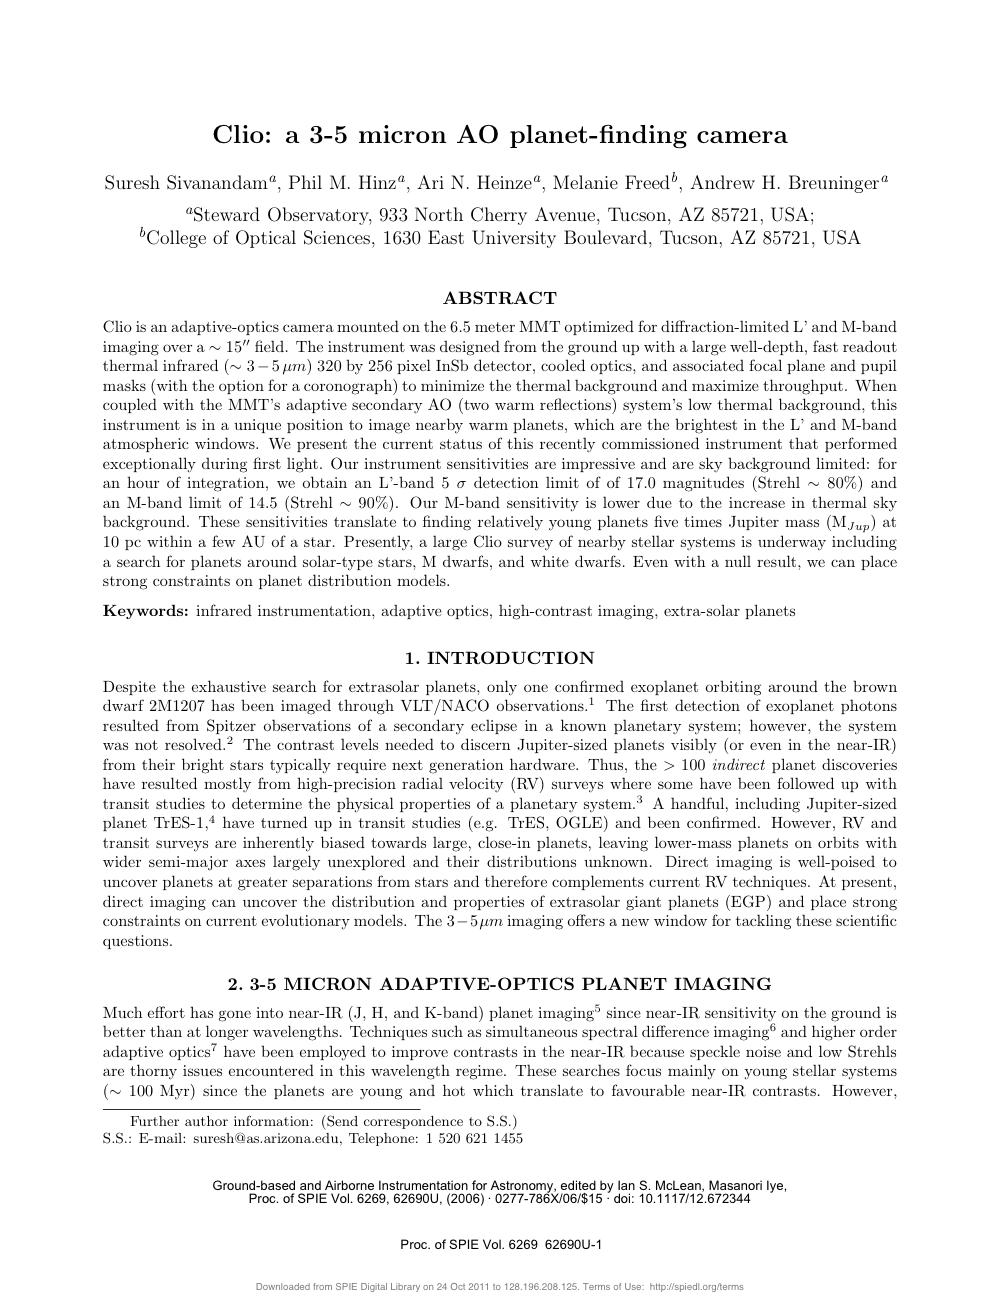 Clio: a 3-5 micron AO planet-finding camera
Suresh Sivanandamᵃ, Phil M. Hinzᵃ, Ari N. Heinzeᵃ, Melanie Freedᵇ, Andrew H. Breuningerᵃ
ᵃSteward Observatory, 933 North Cherry Avenue, Tucson, AZ 85721, USA;
ᵇCollege of Optical Sciences, 1630 East University Boulevard, Tucson, AZ 85721, USA
ABSTRACT
Clio is an adaptive-optics camera mounted on the 6.5 meter MMT optimized for diffraction-limited L' and M-band
imaging over a ∼ 15″ field. The instrument was designed from the ground up with a large well-depth, fast readout
thermal infrared (∼ 3 − 5 μm) 320 by 256 pixel InSb detector, cooled optics, and associated focal plane and pupil
masks (with the option for a coronograph) to minimize the thermal background and maximize throughput. When
coupled with the MMT's adaptive secondary AO (two warm reflections) system's low thermal background, this
instrument is in a unique position to image nearby warm planets, which are the brightest in the L' and M-band
atmospheric windows. We present the current status of this recently commissioned instrument that performed
exceptionally during first light. Our instrument sensitivities are impressive and are sky background limited: for
an hour of integration, we obtain an L'-band 5 σ detection limit of of 17.0 magnitudes (Strehl ∼ 80%) and
an M-band limit of 14.5 (Strehl ∼ 90%). Our M-band sensitivity is lower due to the increase in thermal sky
background. These sensitivities translate to finding relatively young planets five times Jupiter mass (M_Jup) at
10 pc within a few AU of a star. Presently, a large Clio survey of nearby stellar systems is underway including
a search for planets around solar-type stars, M dwarfs, and white dwarfs. Even with a null result, we can place
strong constraints on planet distribution models.
Keywords: infrared instrumentation, adaptive optics, high-contrast imaging, extra-solar planets
1. INTRODUCTION
Despite the exhaustive search for extrasolar planets, only one confirmed exoplanet orbiting around the brown
dwarf 2M1207 has been imaged through VLT/NACO observations.¹ The first detection of exoplanet photons
resulted from Spitzer observations of a secondary eclipse in a known planetary system; however, the system
was not resolved.² The contrast levels needed to discern Jupiter-sized planets visibly (or even in the near-IR)
from their bright stars typically require next generation hardware. Thus, the > 100 indirect planet discoveries
have resulted mostly from high-precision radial velocity (RV) surveys where some have been followed up with
transit studies to determine the physical properties of a planetary system.³ A handful, including Jupiter-sized
planet TrES-1,⁴ have turned up in transit studies (e.g. TrES, OGLE) and been confirmed. However, RV and
transit surveys are inherently biased towards large, close-in planets, leaving lower-mass planets on orbits with
wider semi-major axes largely unexplored and their distributions unknown. Direct imaging is well-poised to
uncover planets at greater separations from stars and therefore complements current RV techniques. At present,
direct imaging can uncover the distribution and properties of extrasolar giant planets (EGP) and place strong
constraints on current evolutionary models. The 3−5μm imaging offers a new window for tackling these scientific
questions.
2. 3-5 MICRON ADAPTIVE-OPTICS PLANET IMAGING
Much effort has gone into near-IR (J, H, and K-band) planet imaging⁵ since near-IR sensitivity on the ground is
better than at longer wavelengths. Techniques such as simultaneous spectral difference imaging⁶ and higher order
adaptive optics⁷ have been employed to improve contrasts in the near-IR because speckle noise and low Strehls
are thorny issues encountered in this wavelength regime. These searches focus mainly on young stellar systems
(∼ 100 Myr) since the planets are young and hot which translate to favourable near-IR contrasts. However,
Further author information: (Send correspondence to S.S.)
S.S.: E-mail: suresh@as.arizona.edu, Telephone: 1 520 621 1455
Ground-based and Airborne Instrumentation for Astronomy, edited by Ian S. McLean, Masanori Iye,
Proc. of SPIE Vol. 6269, 62690U, (2006) · 0277-786X/06/$15 · doi: 10.1117/12.672344
Proc. of SPIE Vol. 6269 62690U-1
Downloaded from SPIE Digital Library on 24 Oct 2011 to 128.196.208.125. Terms of Use: http://spiedl.org/terms